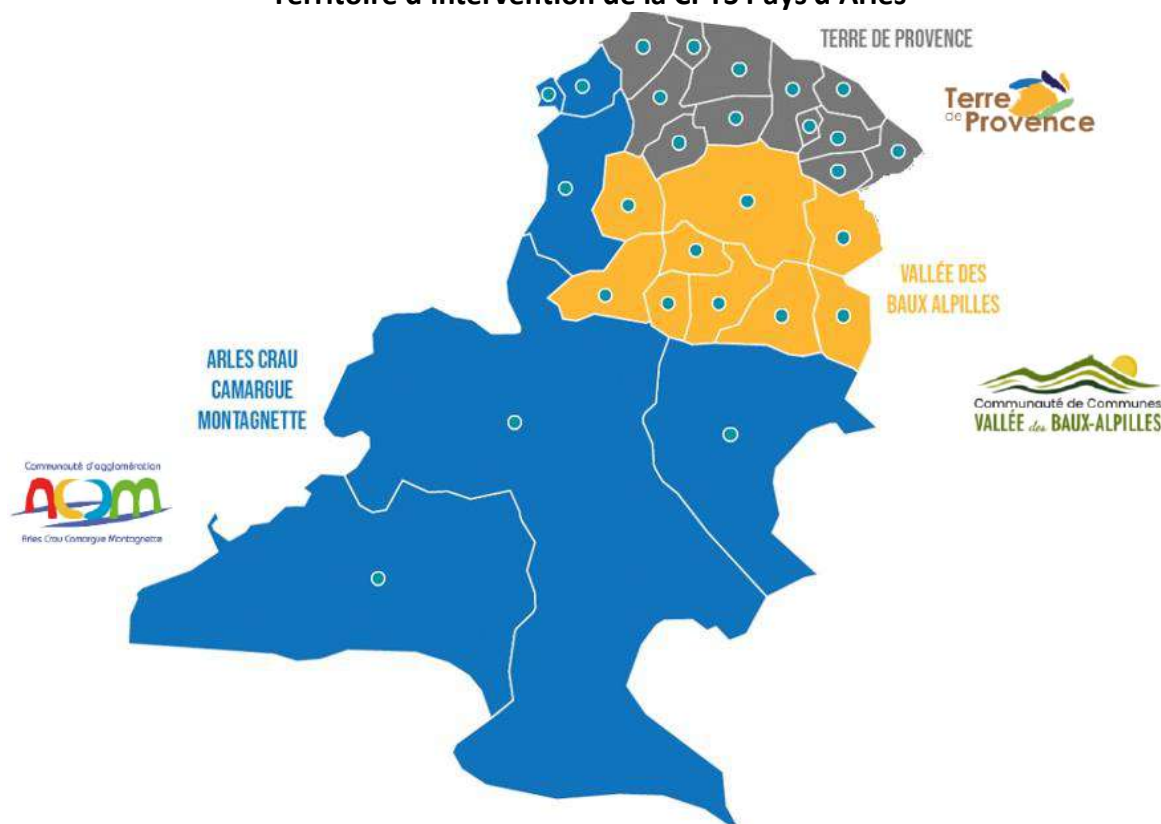 Territoire d'intervention de la CPTS Pays d'Arles
TERRE DE PROVENCE
Terre
de Provence
VALLÉE DES
BAUX ALPILLES
ARLES CRAU
CAMARGUE
MONTAGNETTE
Communauté de Communes
VALLÉE des BAUX-ALPILLES
Communauté d'agglomération
ACCM
Arles Crau Camargue Montagnette